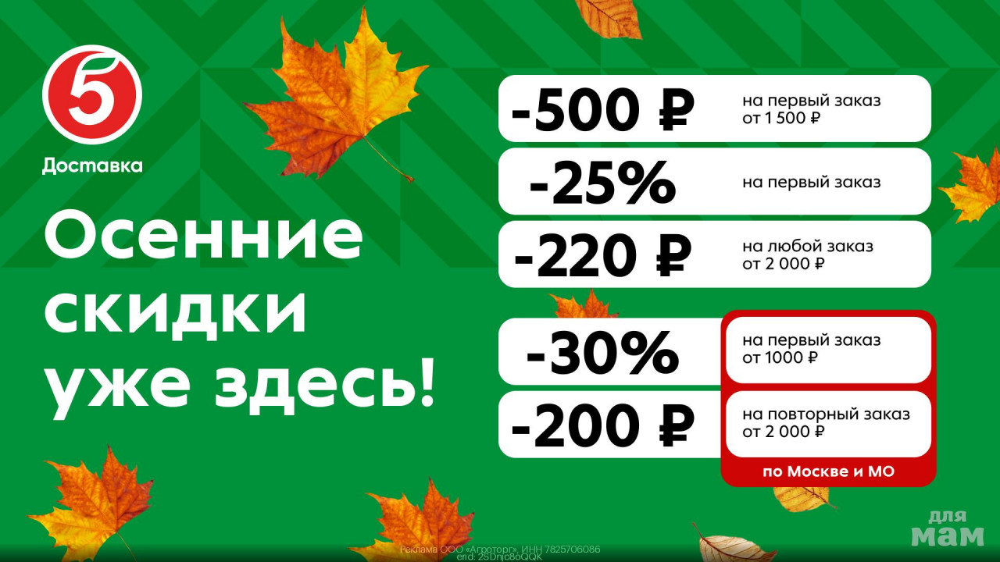 5
Доставка
Осенние
скидки
уже здесь!
-500 ₽
на первый заказ
от 1 500 ₽
-25%
на первый заказ
-220 ₽
на любой заказ
от 2 000 ₽
-30%
на первый заказ
от 1000 ₽
-200 ₽
на повторный заказ
от 2 000 ₽
по Москве и МО
для
мам
Реклама ООО «Агроторг», ИНН 7825706086
erid: 2SDnjc8oQQK